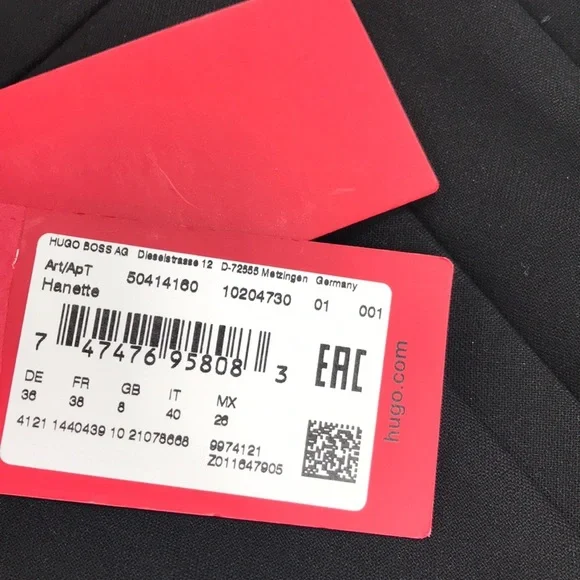 HUGO BOSS AG Dieselstrasse 12 D-72555 Metzingen Germany
Art/ApT 50414160 10204730 01 001
Hanette
7 47476 95808 3
EAC
DE FR GB IT MX
36 38 8 40 26
4121 1440439 10 21078668 9974121
Z011647905
hugo.com